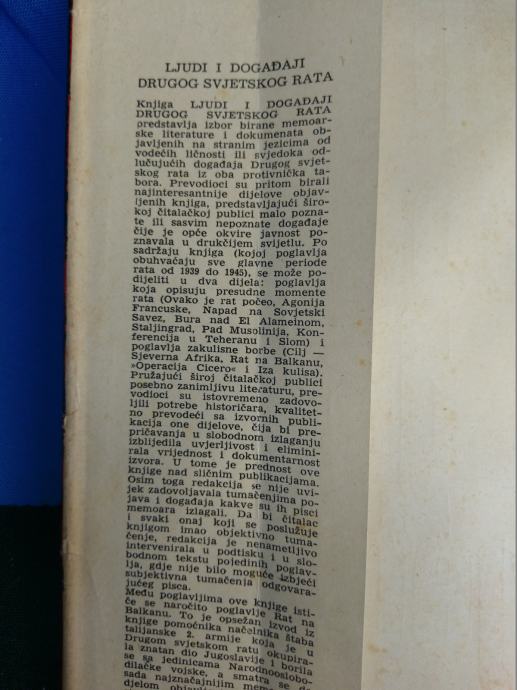 LJUDI I DOGAĐAJI
DRUGOG SVJETSKOG RATA
Knjiga LJUDI I DOGAĐAJI
DRUGOG SVJETSKOG RATA
predstavlja izbor birane memoar-
ske literature i dokumenata ob-
javljenih na stranim jezicima od
vodećih ličnosti ili svjedoka od-
lučujućih događaja Drugog svjet-
skog rata iz oba protivnička ta-
bora. Prevodioci su pritom birali
najinteresantnije dijelove objav-
ljenih knjiga, predstavljajući širo-
koj čitalačkoj publici malo pozna-
te ili sasvim nepoznate događaje
čije je opće okvire javnost po-
znavala u drukčijem svijetlu. Po
sadržaju knjiga (kojoj poglavlja
obuhvaćaju sve glavne periode
rata od 1939 do 1945), se može po-
dijeliti u dva dijela: poglavlja
koja opisuju presudne momente
rata (Ovako je rat počeo, Agonija
Francuske, Napad na Sovjetski
Savez, Bura nad El Alameinom,
Staljingrad, Pad Musolinija, Kon-
ferencija u Teheranu i Slom) i
poglavlja zakulisne borbe (Cilj —
Sjeverna Afrika, Rat na Balkanu,
»Operacija Cicero« i Iza kulisa).
Pružajući široj čitalačkoj publici
posebno zanimljivu literaturu, pre-
vodioci su istovremeno zadovo-
ljili potrebe historičara, kvalitet-
no prevodeći sa izvornih publi-
kacija one dijelove, čija bi pre-
pričavanja u slobodnom izlaganju
izblijedila uvjerljivost i elimini-
rala vrijednost i dokumentarnost
izvora. U tome je prednost ove
knjige nad sličnim publikacijama.
Osim toga redakcija se nije uvi-
jek zadovoljavala tumačenjima po-
java i događaja kakve su ih pisci
memoara izlagali. Da bi čitalac
i svaki onaj koji se poslužuje
knjigom imao objektivno tuma-
čenje, redakcija je nenametljivo
intervenirala u podtisku i u slo-
bodnom tekstu pojedinih poglav-
lja, gdje nije bilo moguće izbjeći
subjektivna tumačenja odgovara-
jućeg pisca.
Među poglavljima ove knjige isti-
če se naročito poglavlje Rat na
Balkanu. To je opsežan izvod iz
knjige pomoćnika načelnika štaba
talijanske 2. armije koja je u
Drugom svjetskom ratu okupira-
la znatan dio Jugoslavije i borila
se sa jedinicama Narodnooslobo-
dilačke vojske, a smatra se do
sada najznačajnijim
djelom